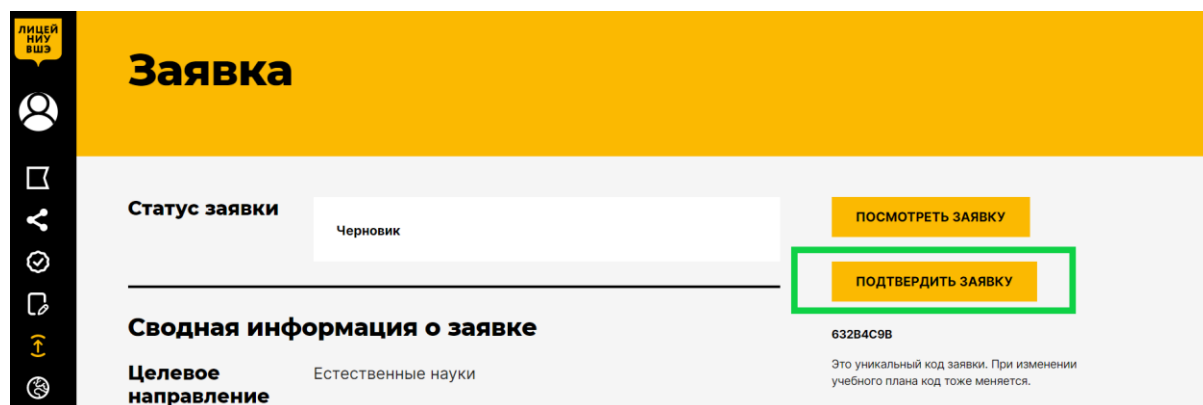 ЛИЦЕЙ
НИУ
ВШЭ
Заявка
Статус заявки
Черновик
ПОСМОТРЕТЬ ЗАЯВКУ
ПОДТВЕРДИТЬ ЗАЯВКУ
Сводная информация о заявке
632B4C9B
Это уникальный код заявки. При изменении
учебного плана код тоже меняется.
Целевое
направление
Естественные науки